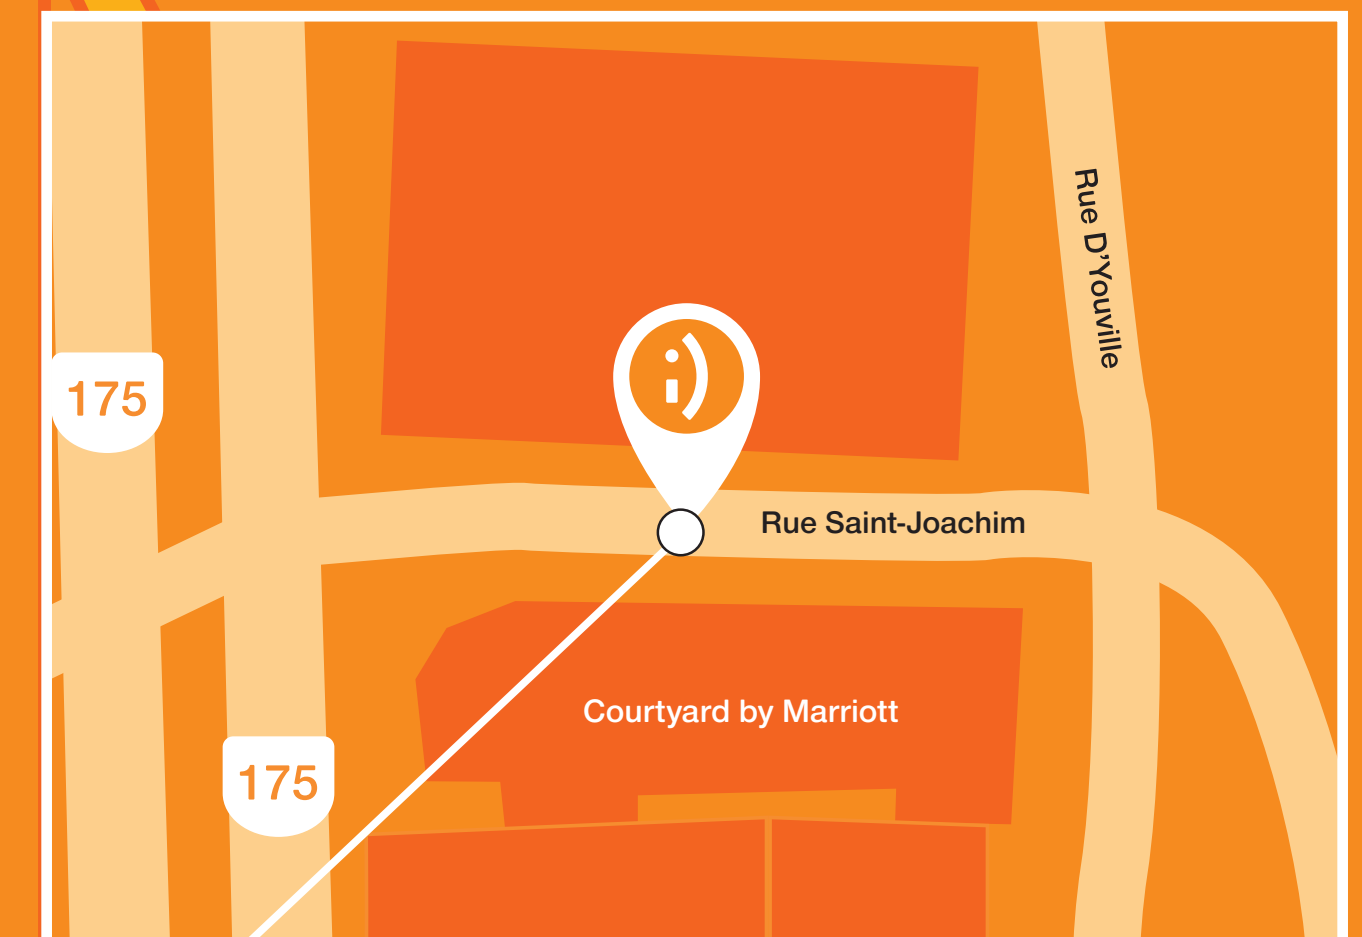 Rue D’Youville
175
i)
Rue Saint-Joachim
Courtyard by Marriott
175